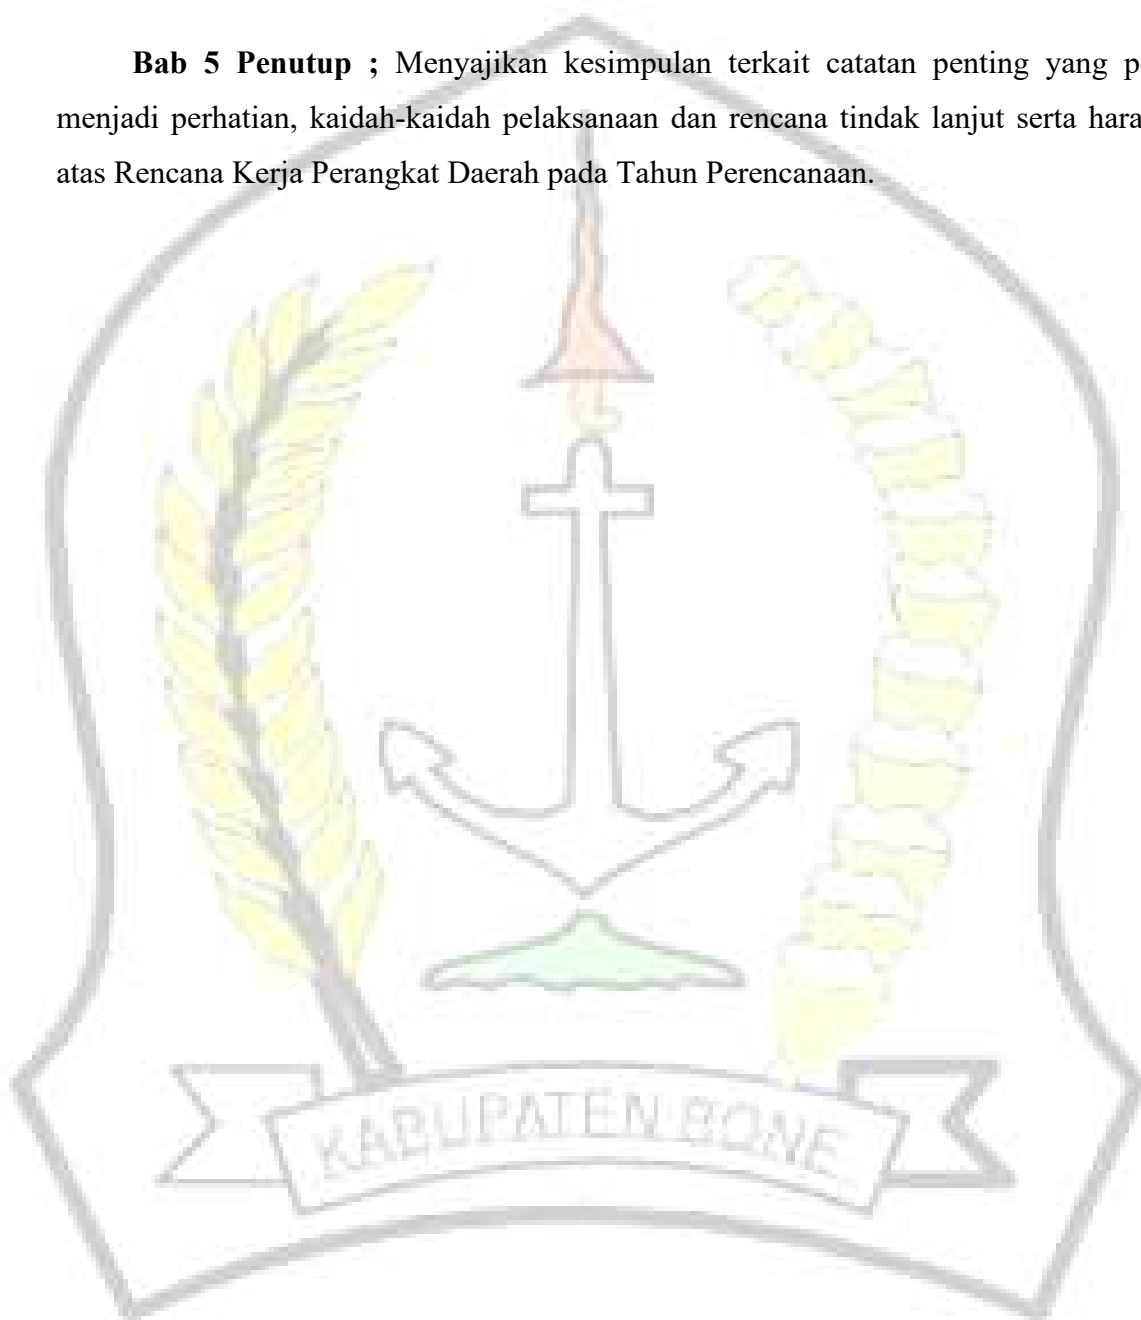 Bab 5 Penutup ; Menyajikan kesimpulan terkait catatan penting yang
menjadi perhatian, kaidah-kaidah pelaksanaan dan rencana tindak lanjut serta
atas Rencana Kerja Perangkat Daerah pada Tahun Perencanaan.
KABUPATEN BONE